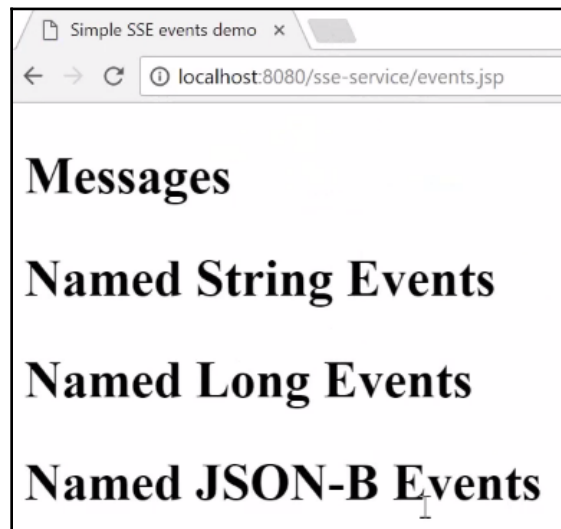 Simple SSE events demo
localhost:8080/sse-service/events.jsp
Messages
Named String Events
Named Long Events
Named JSON-B Events